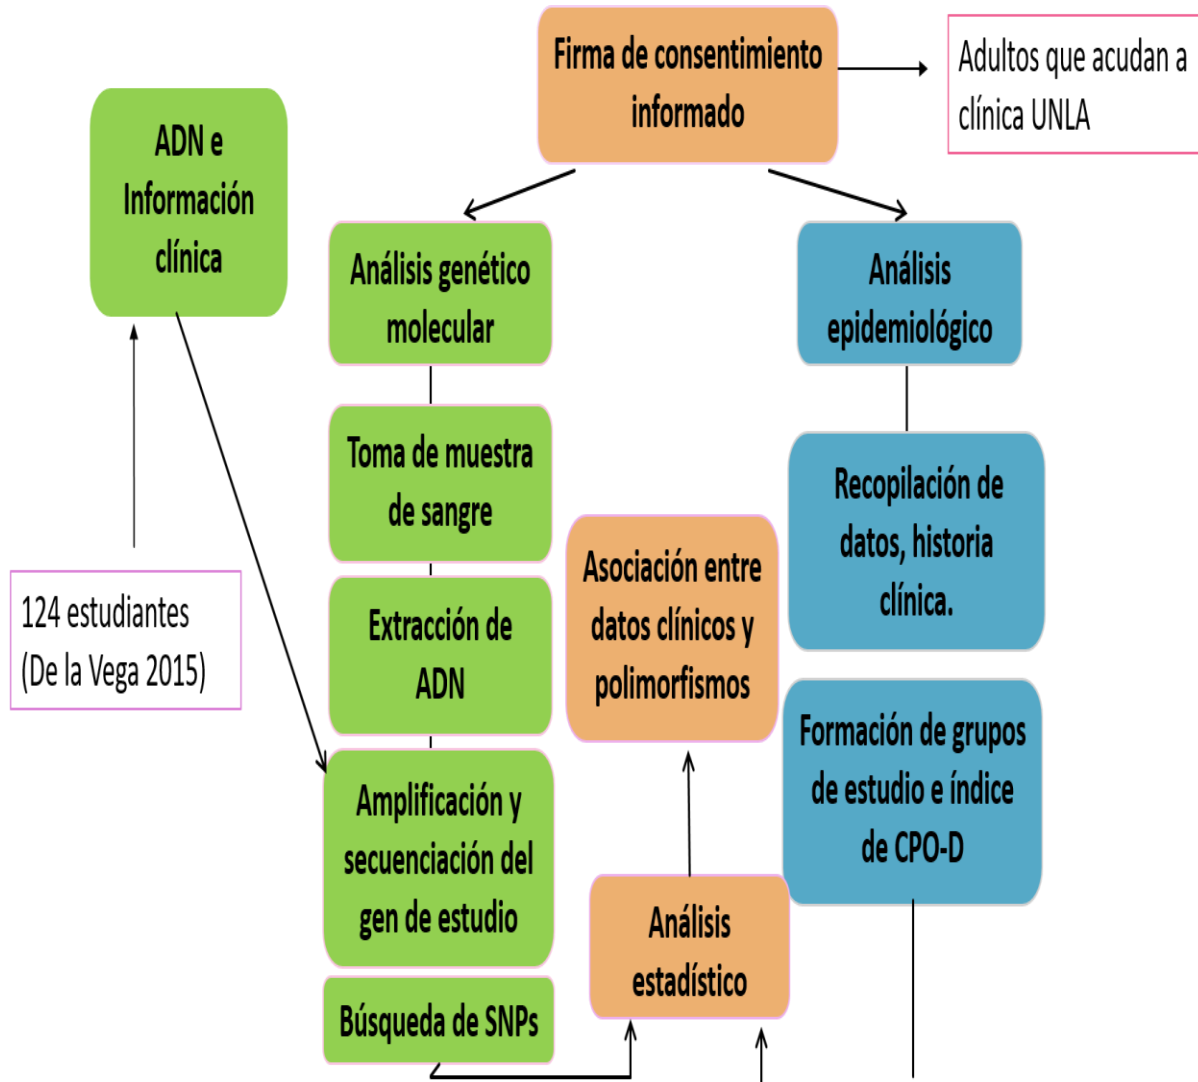 Firma de consentimiento
informado
Adultos que acudan a
clínica UNLA
ADN e
Información
clínica
Análisis genético
molecular
Análisis
epidemiológico
Toma de muestra
de sangre
Recopilación de
datos, historia
clínica.
Asociación entre
datos clínicos y
polimorfismos
124 estudiantes
(De la Vega 2015)
Extracción de
ADN
Formación de grupos
de estudio e índice
de CPO-D
Amplificación y
secuenciación del
gen de estudio
Análisis
estadístico
Búsqueda de SNPs